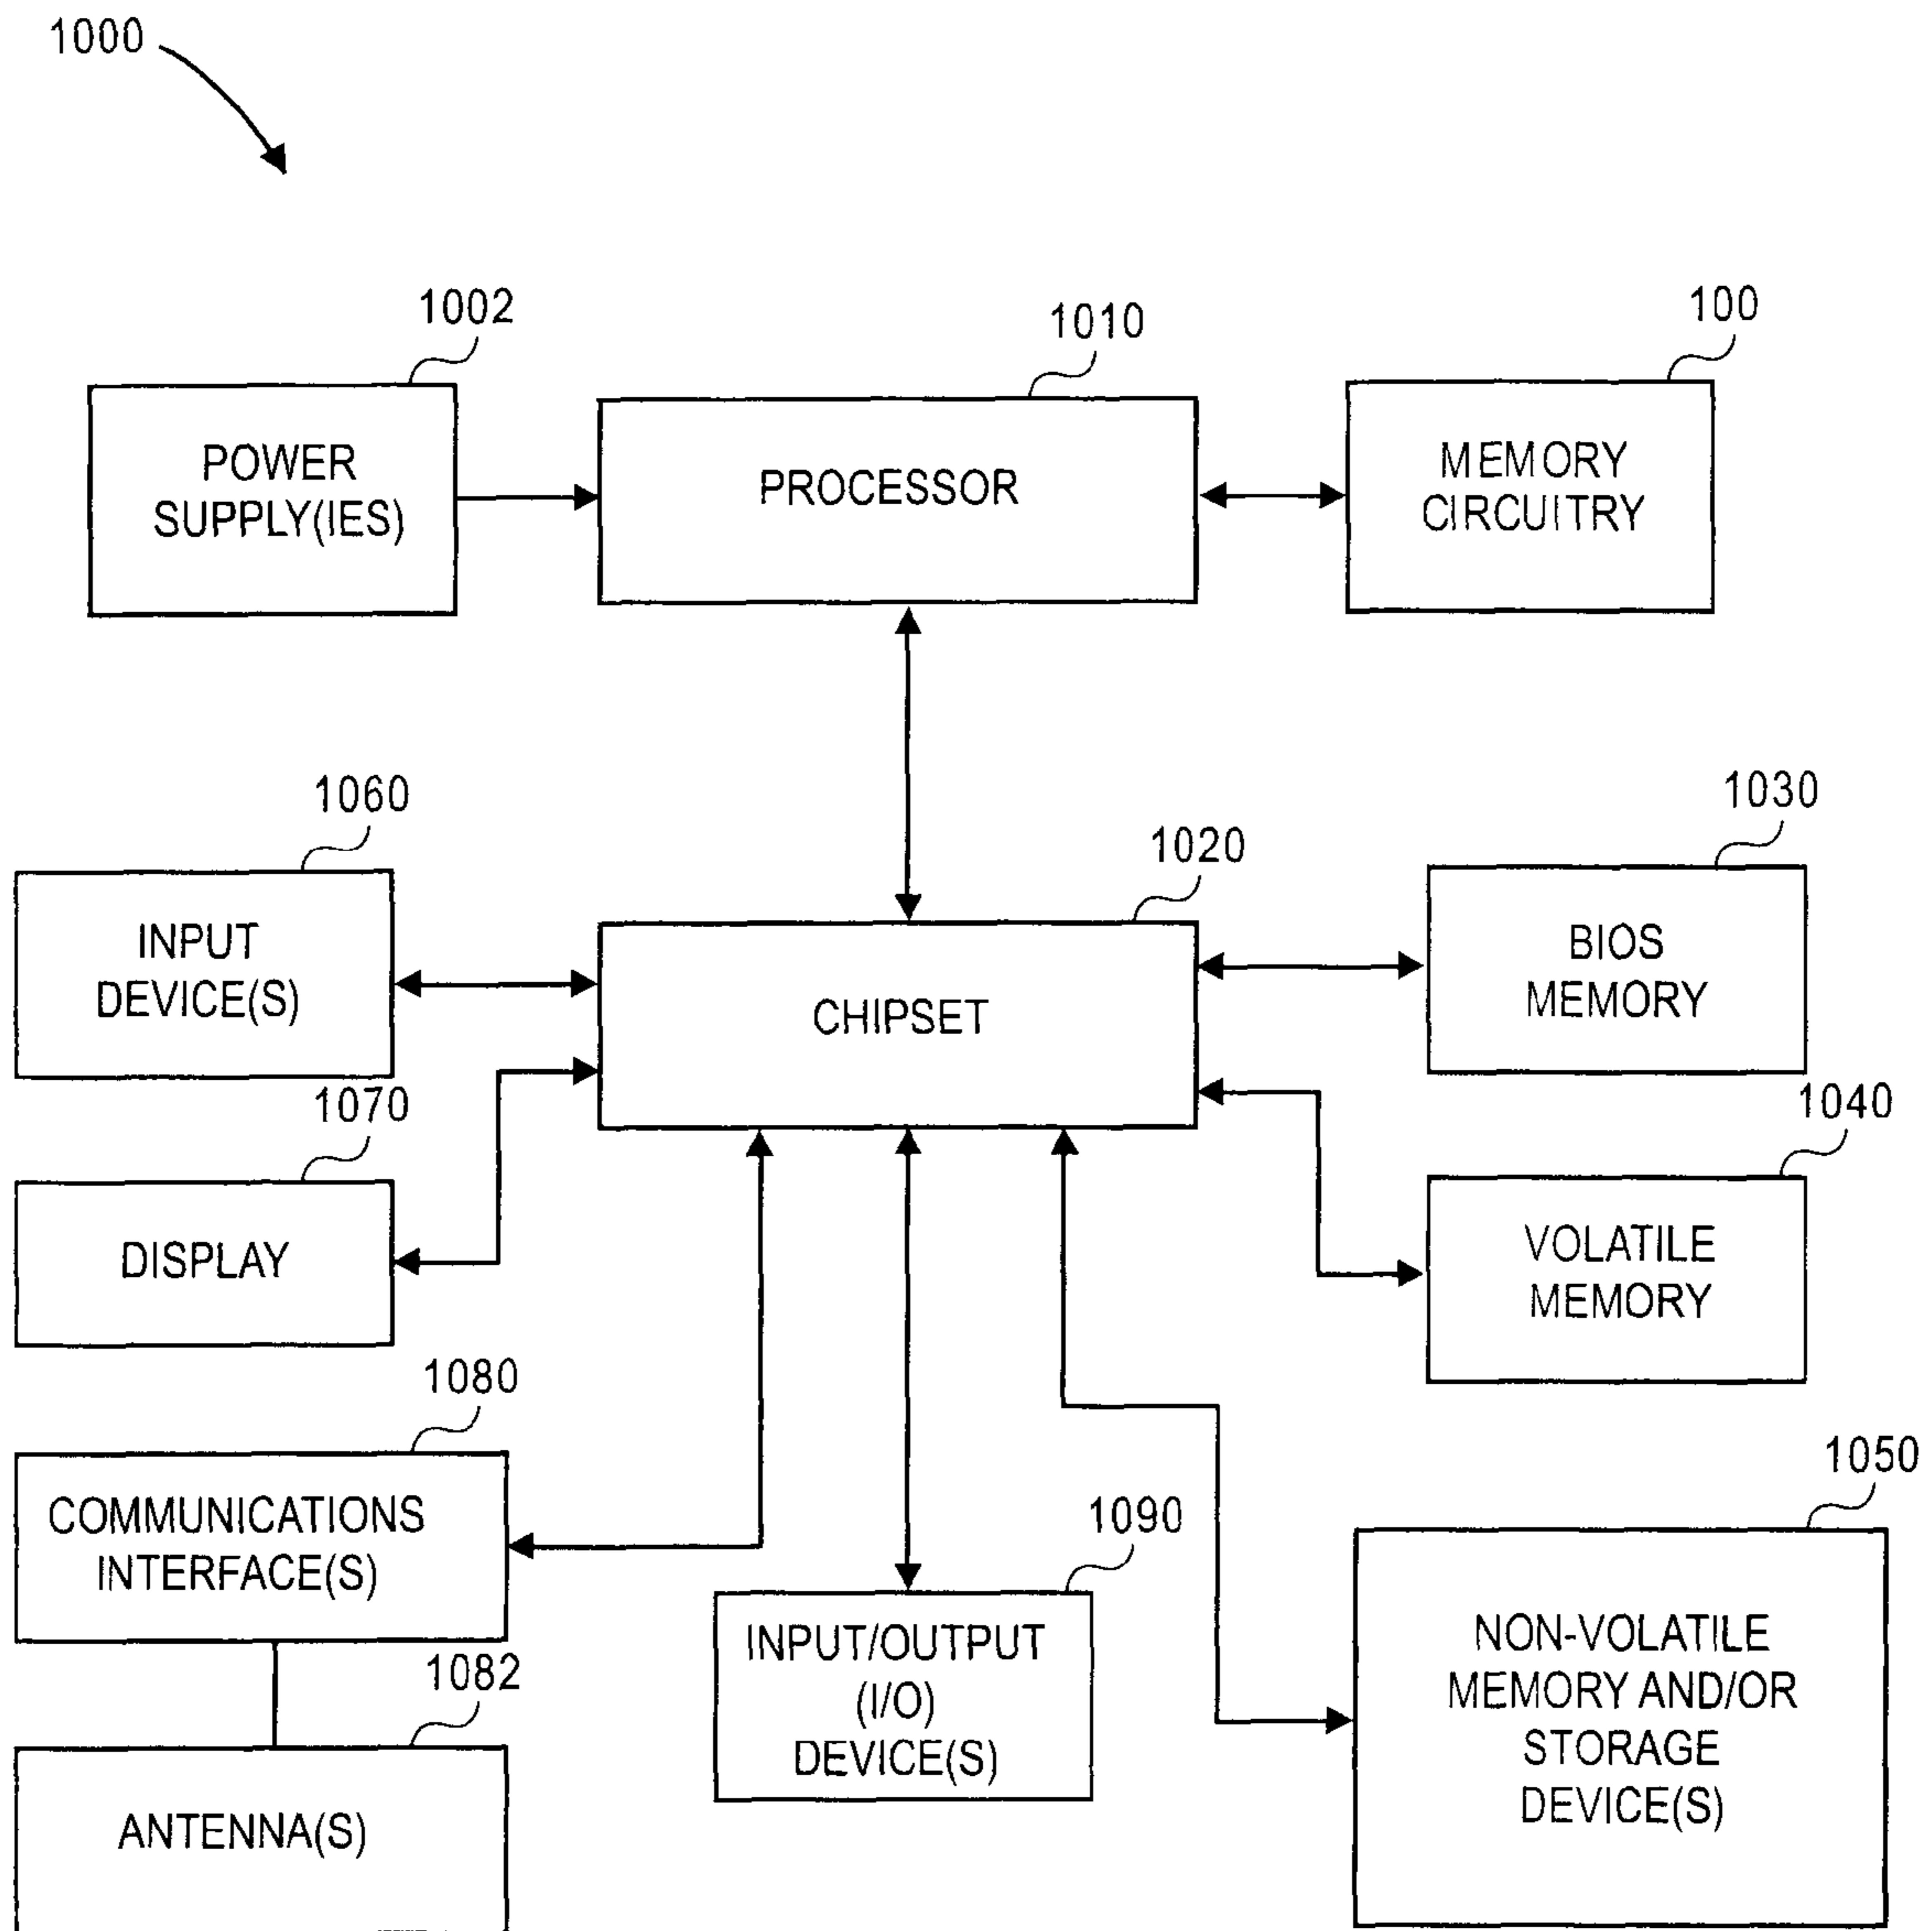 1000
1002
POWER
SUPPLY(IES)
1010
PROCESSOR
100
MEMORY
CIRCUITRY
1060
INPUT
DEVICE(S)
1020
CHIPSET
1030
BIOS
MEMORY
1070
DISPLAY
1040
VOLATILE
MEMORY
1080
COMMUNICATIONS
INTERFACE(S)
1090
INPUT/OUTPUT
(I/O)
DEVICE(S)
1050
NON-VOLATILE
MEMORY AND/OR
STORAGE
DEVICE(S)
1082
ANTENNA(S)